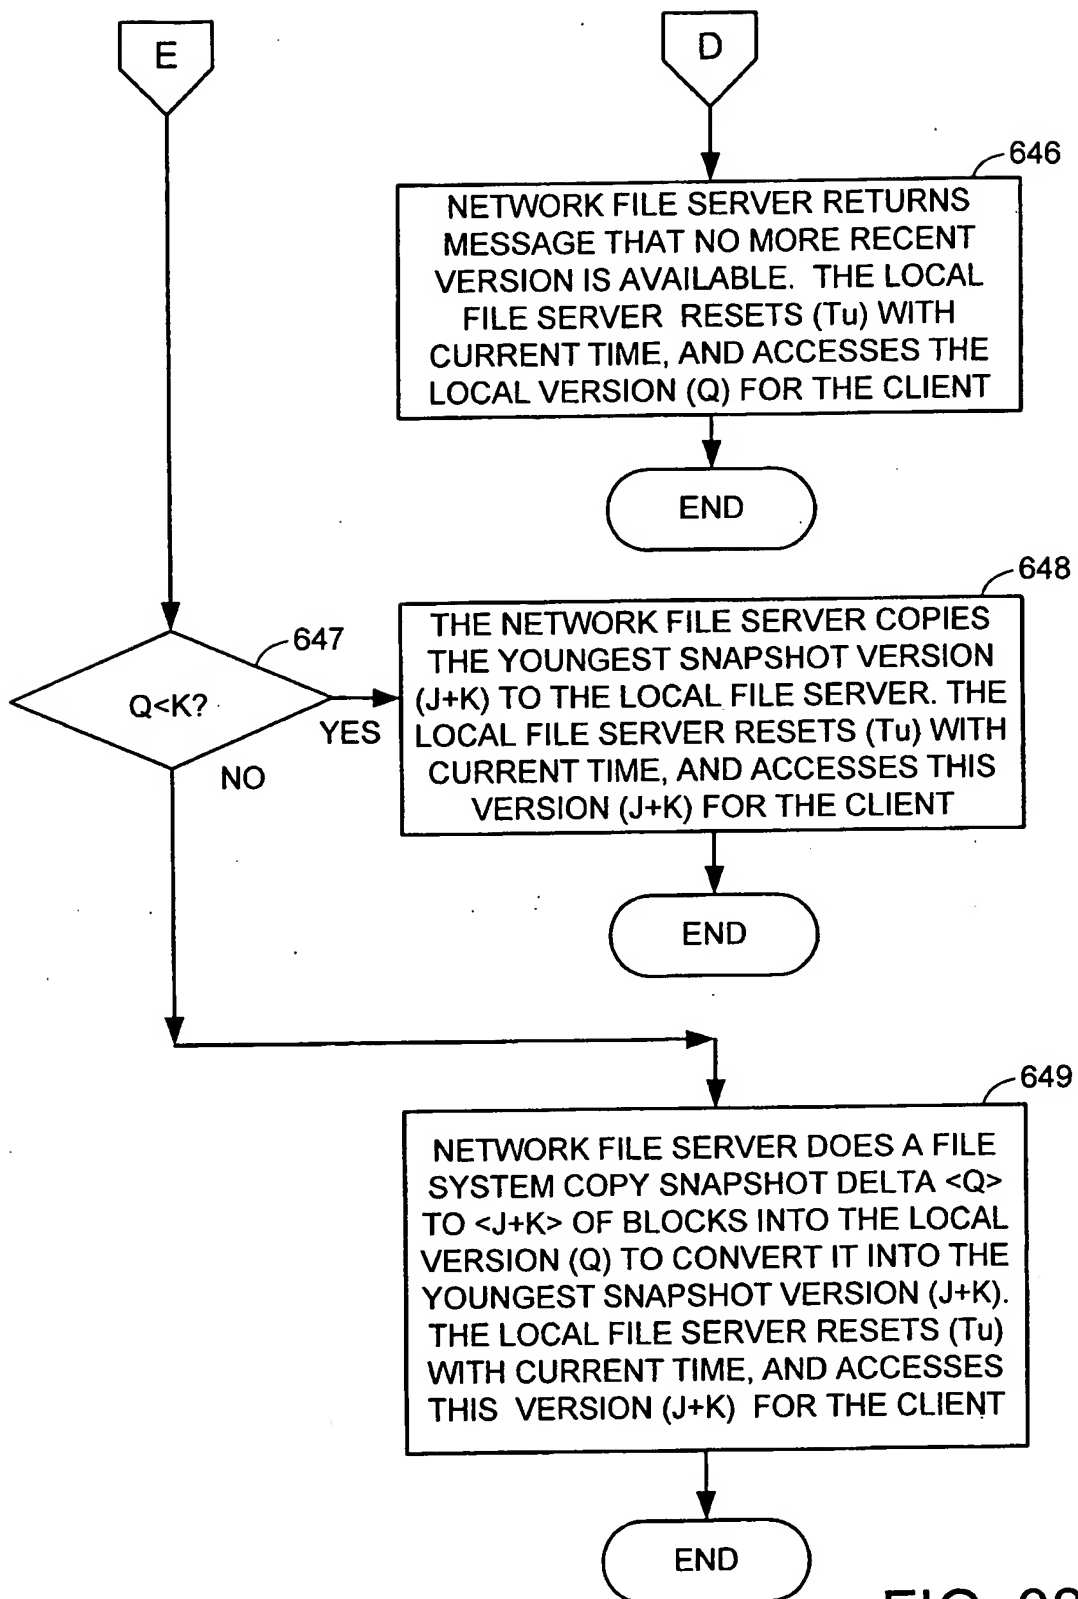 E
D
646
NETWORK FILE SERVER RETURNS
MESSAGE THAT NO MORE RECENT
VERSION IS AVAILABLE. THE LOCAL
FILE SERVER RESETS (Tu) WITH
CURRENT TIME, AND ACCESSES THE
LOCAL VERSION (Q) FOR THE CLIENT
END
647
Q<K?
YES
NO
648
THE NETWORK FILE SERVER COPIES
THE YOUNGEST SNAPSHOT VERSION
(J+K) TO THE LOCAL FILE SERVER. THE
LOCAL FILE SERVER RESETS (Tu) WITH
CURRENT TIME, AND ACCESSES THIS
VERSION (J+K) FOR THE CLIENT
END
649
NETWORK FILE SERVER DOES A FILE
SYSTEM COPY SNAPSHOT DELTA <Q>
TO <J+K> OF BLOCKS INTO THE LOCAL
VERSION (Q) TO CONVERT IT INTO THE
YOUNGEST SNAPSHOT VERSION (J+K).
THE LOCAL FILE SERVER RESETS (Tu)
WITH CURRENT TIME, AND ACCESSES
THIS VERSION (J+K) FOR THE CLIENT
END